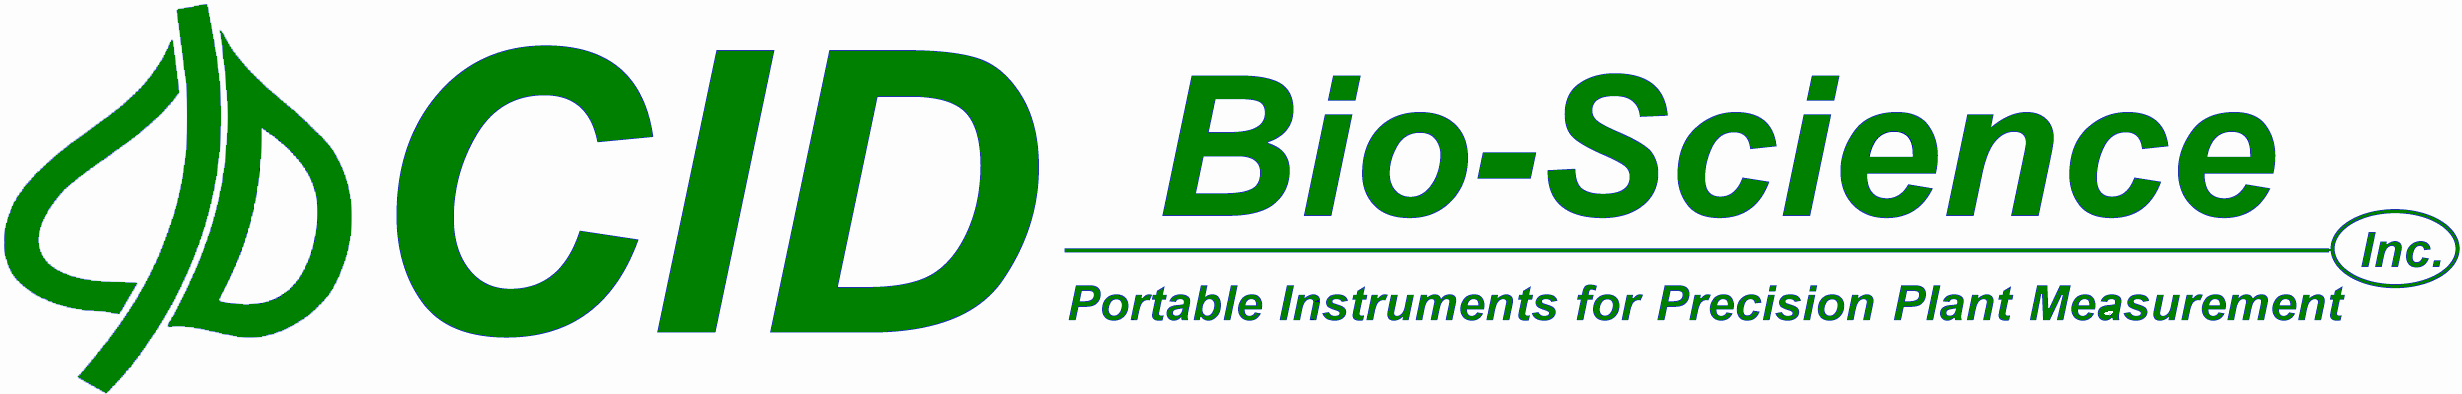 CID Bio-Science
Inc.
Portable Instruments for Precision Plant Measurement